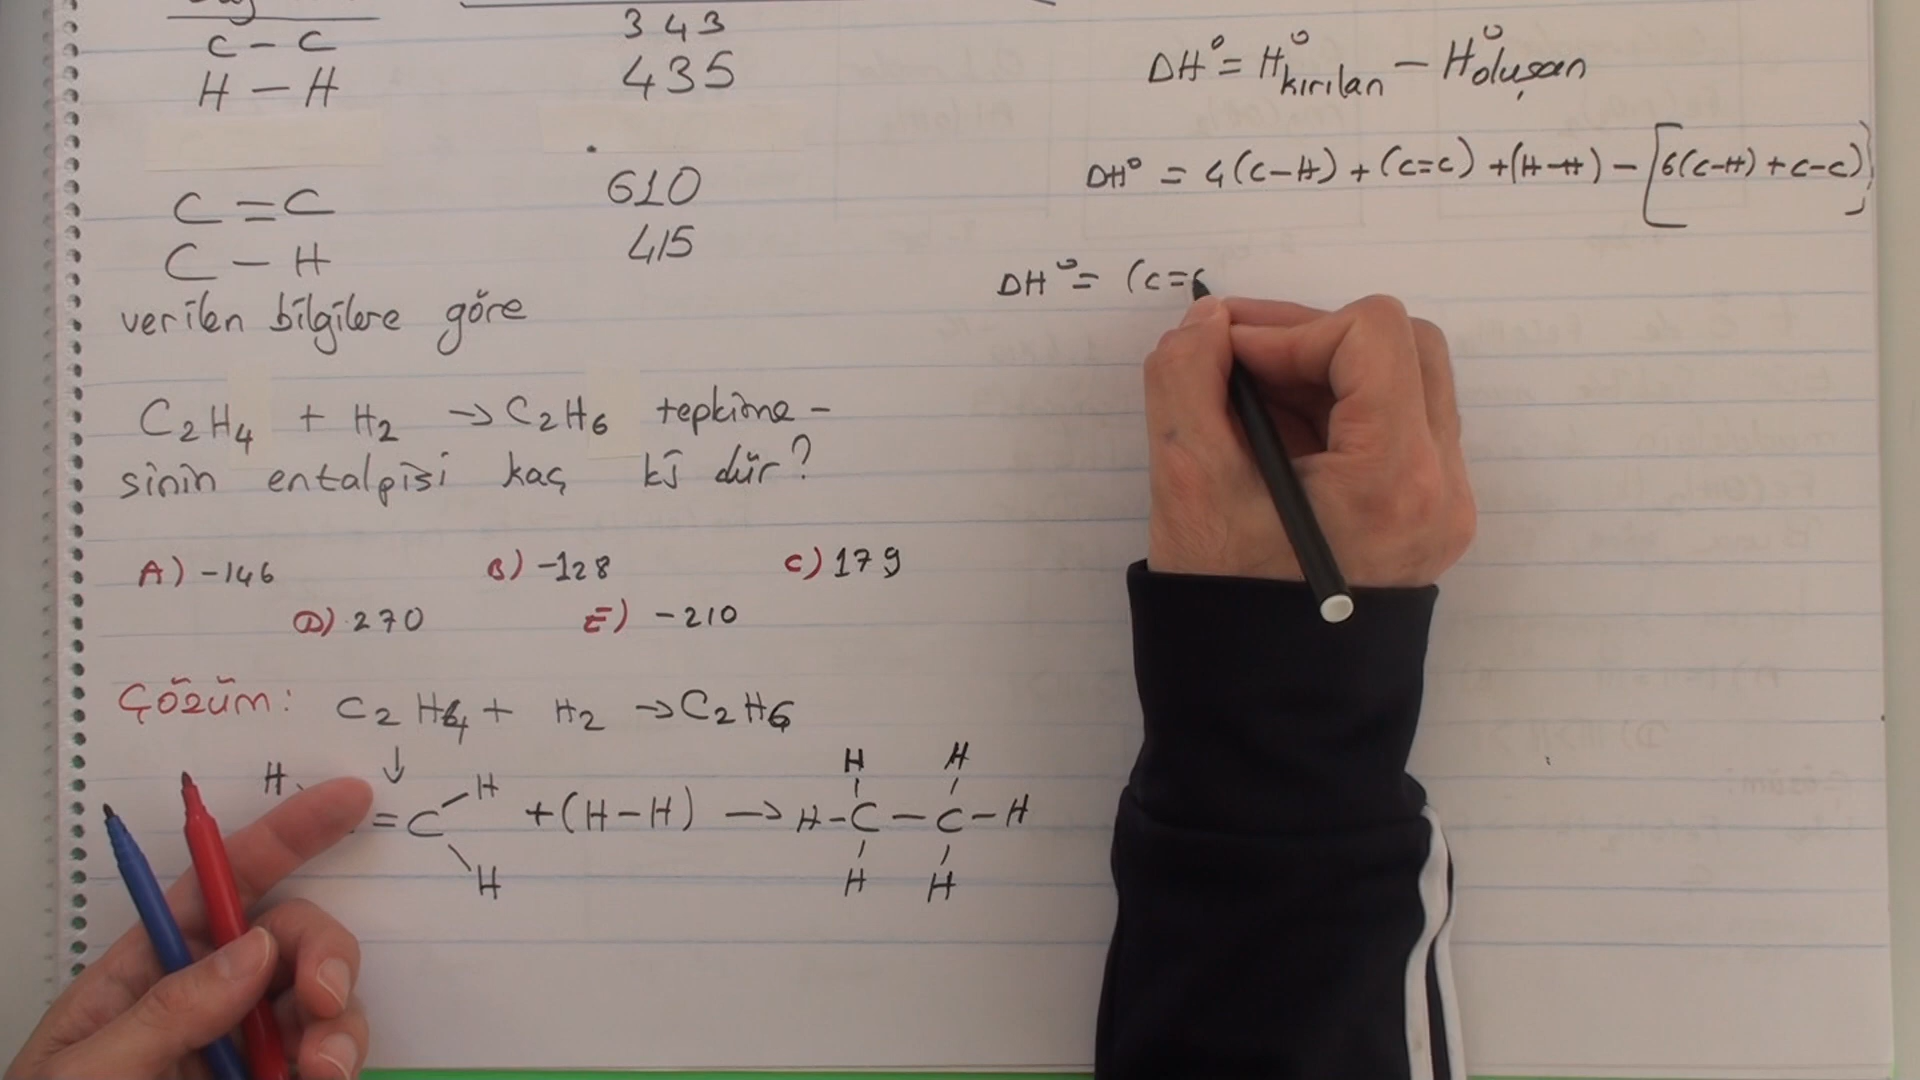 C – C 343
H – H 435
C = C 610
C – H 415
verilen bilgilere göre
C₂H₄ + H₂ → C₂H₆ tepkime -
sinin entalpisi kaç kJ dür?
A) -146 B) -128 C) 179
D) 270 E) -210
Çözüm: C₂H₄ + H₂ → C₂H₆
↓
H H H H
= C + (H – H) → H – C – C – H
H H H
ΔH° = H°kırılan – H°oluşan
ΔH° = 4(C–H) + (C=C) + (H–H) – [6(C–H) + C–C)]
ΔH° = (C=C